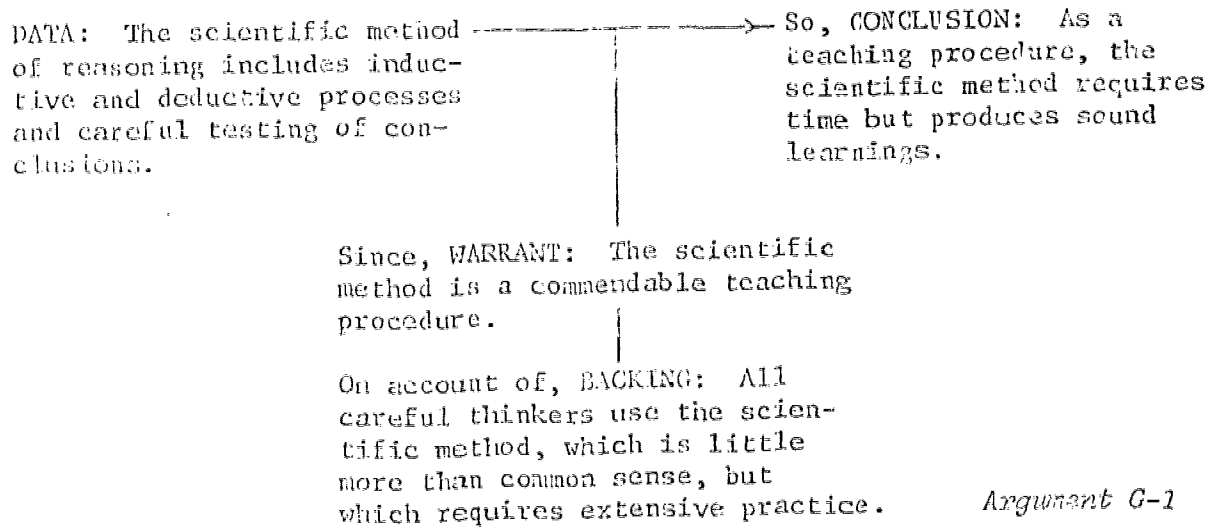 DATA: The scientific method
of reasoning includes induc-
tive and deductive processes
and careful testing of con-
clusions.
So, CONCLUSION: As a
teaching procedure, the
scientific method requires
time but produces sound
learnings.
Since, WARRANT: The scientific
method is a commendable teaching
procedure.
On account of, BACKING: All
careful thinkers use the scien-
tific method, which is little
more than common sense, but
which requires extensive practice.
Argument G-1